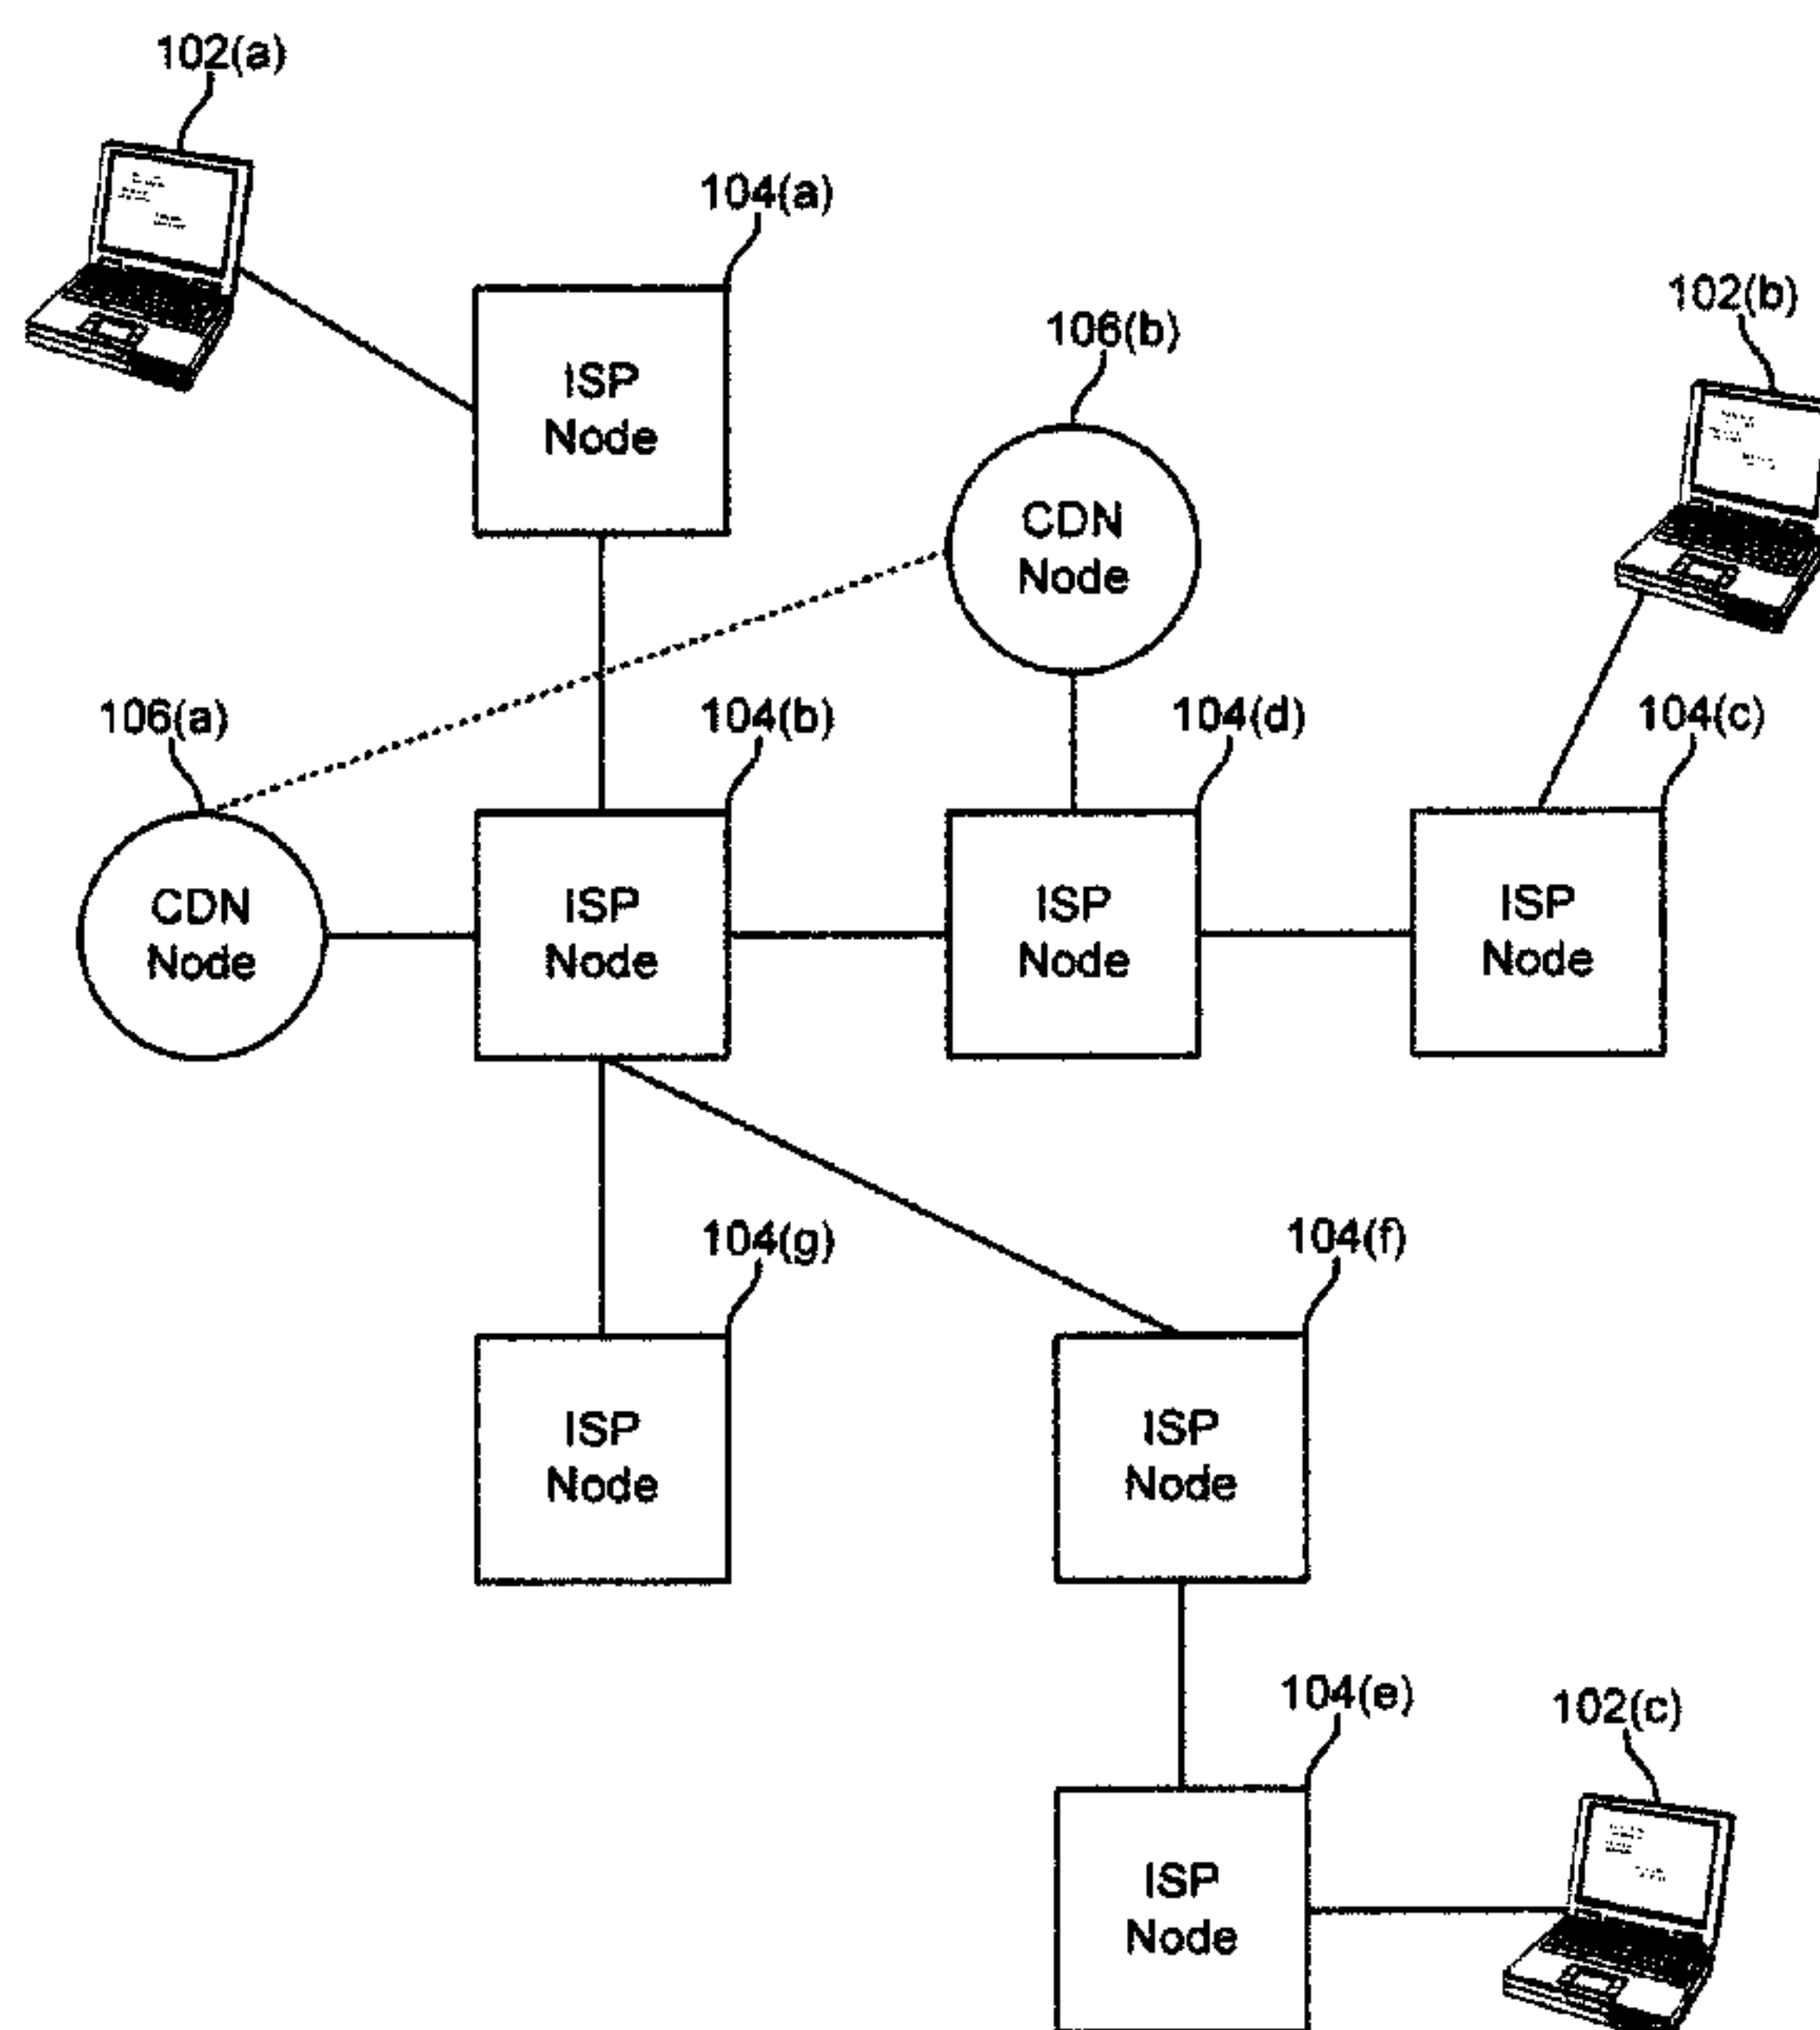 102(a)
104(a)
ISP
Node
106(b)
CDN
Node
102(b)
106(a)
CDN
Node
104(b)
ISP
Node
104(d)
ISP
Node
104(c)
ISP
Node
104(g)
ISP
Node
104(f)
ISP
Node
104(e)
ISP
Node
102(c)